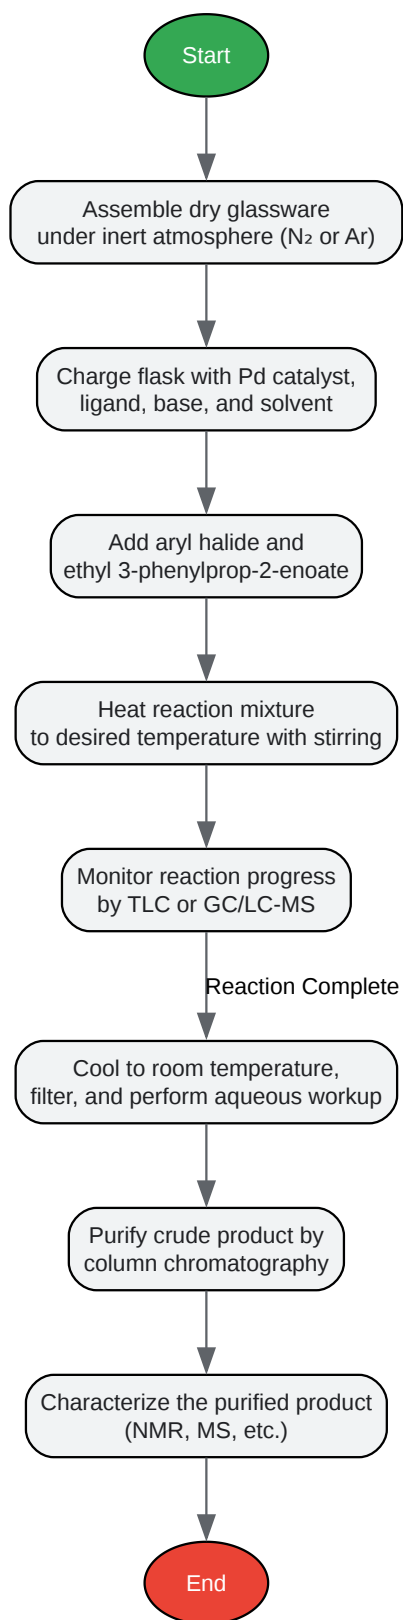 Start
Assemble dry glassware
under inert atmosphere (N₂ or Ar)
Charge flask with Pd catalyst,
ligand, base, and solvent
Add aryl halide and
ethyl 3-phenylprop-2-enoate
Heat reaction mixture
to desired temperature with stirring
Monitor reaction progress
by TLC or GC/LC-MS
Reaction Complete
Cool to room temperature,
filter, and perform aqueous workup
Purify crude product by
column chromatography
Characterize the purified product
(NMR, MS, etc.)
End